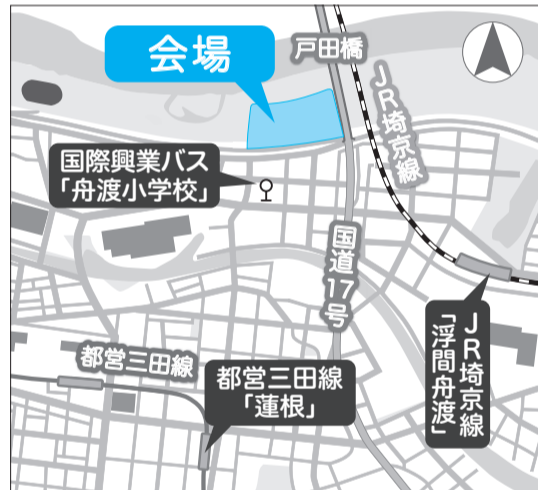 会場
戸田橋
JR埼京線
国際興業バス
「舟渡小学校」
国道17号
JR埼京線
「浮間舟渡」
都営三田線
都営三田線
「蓮根」